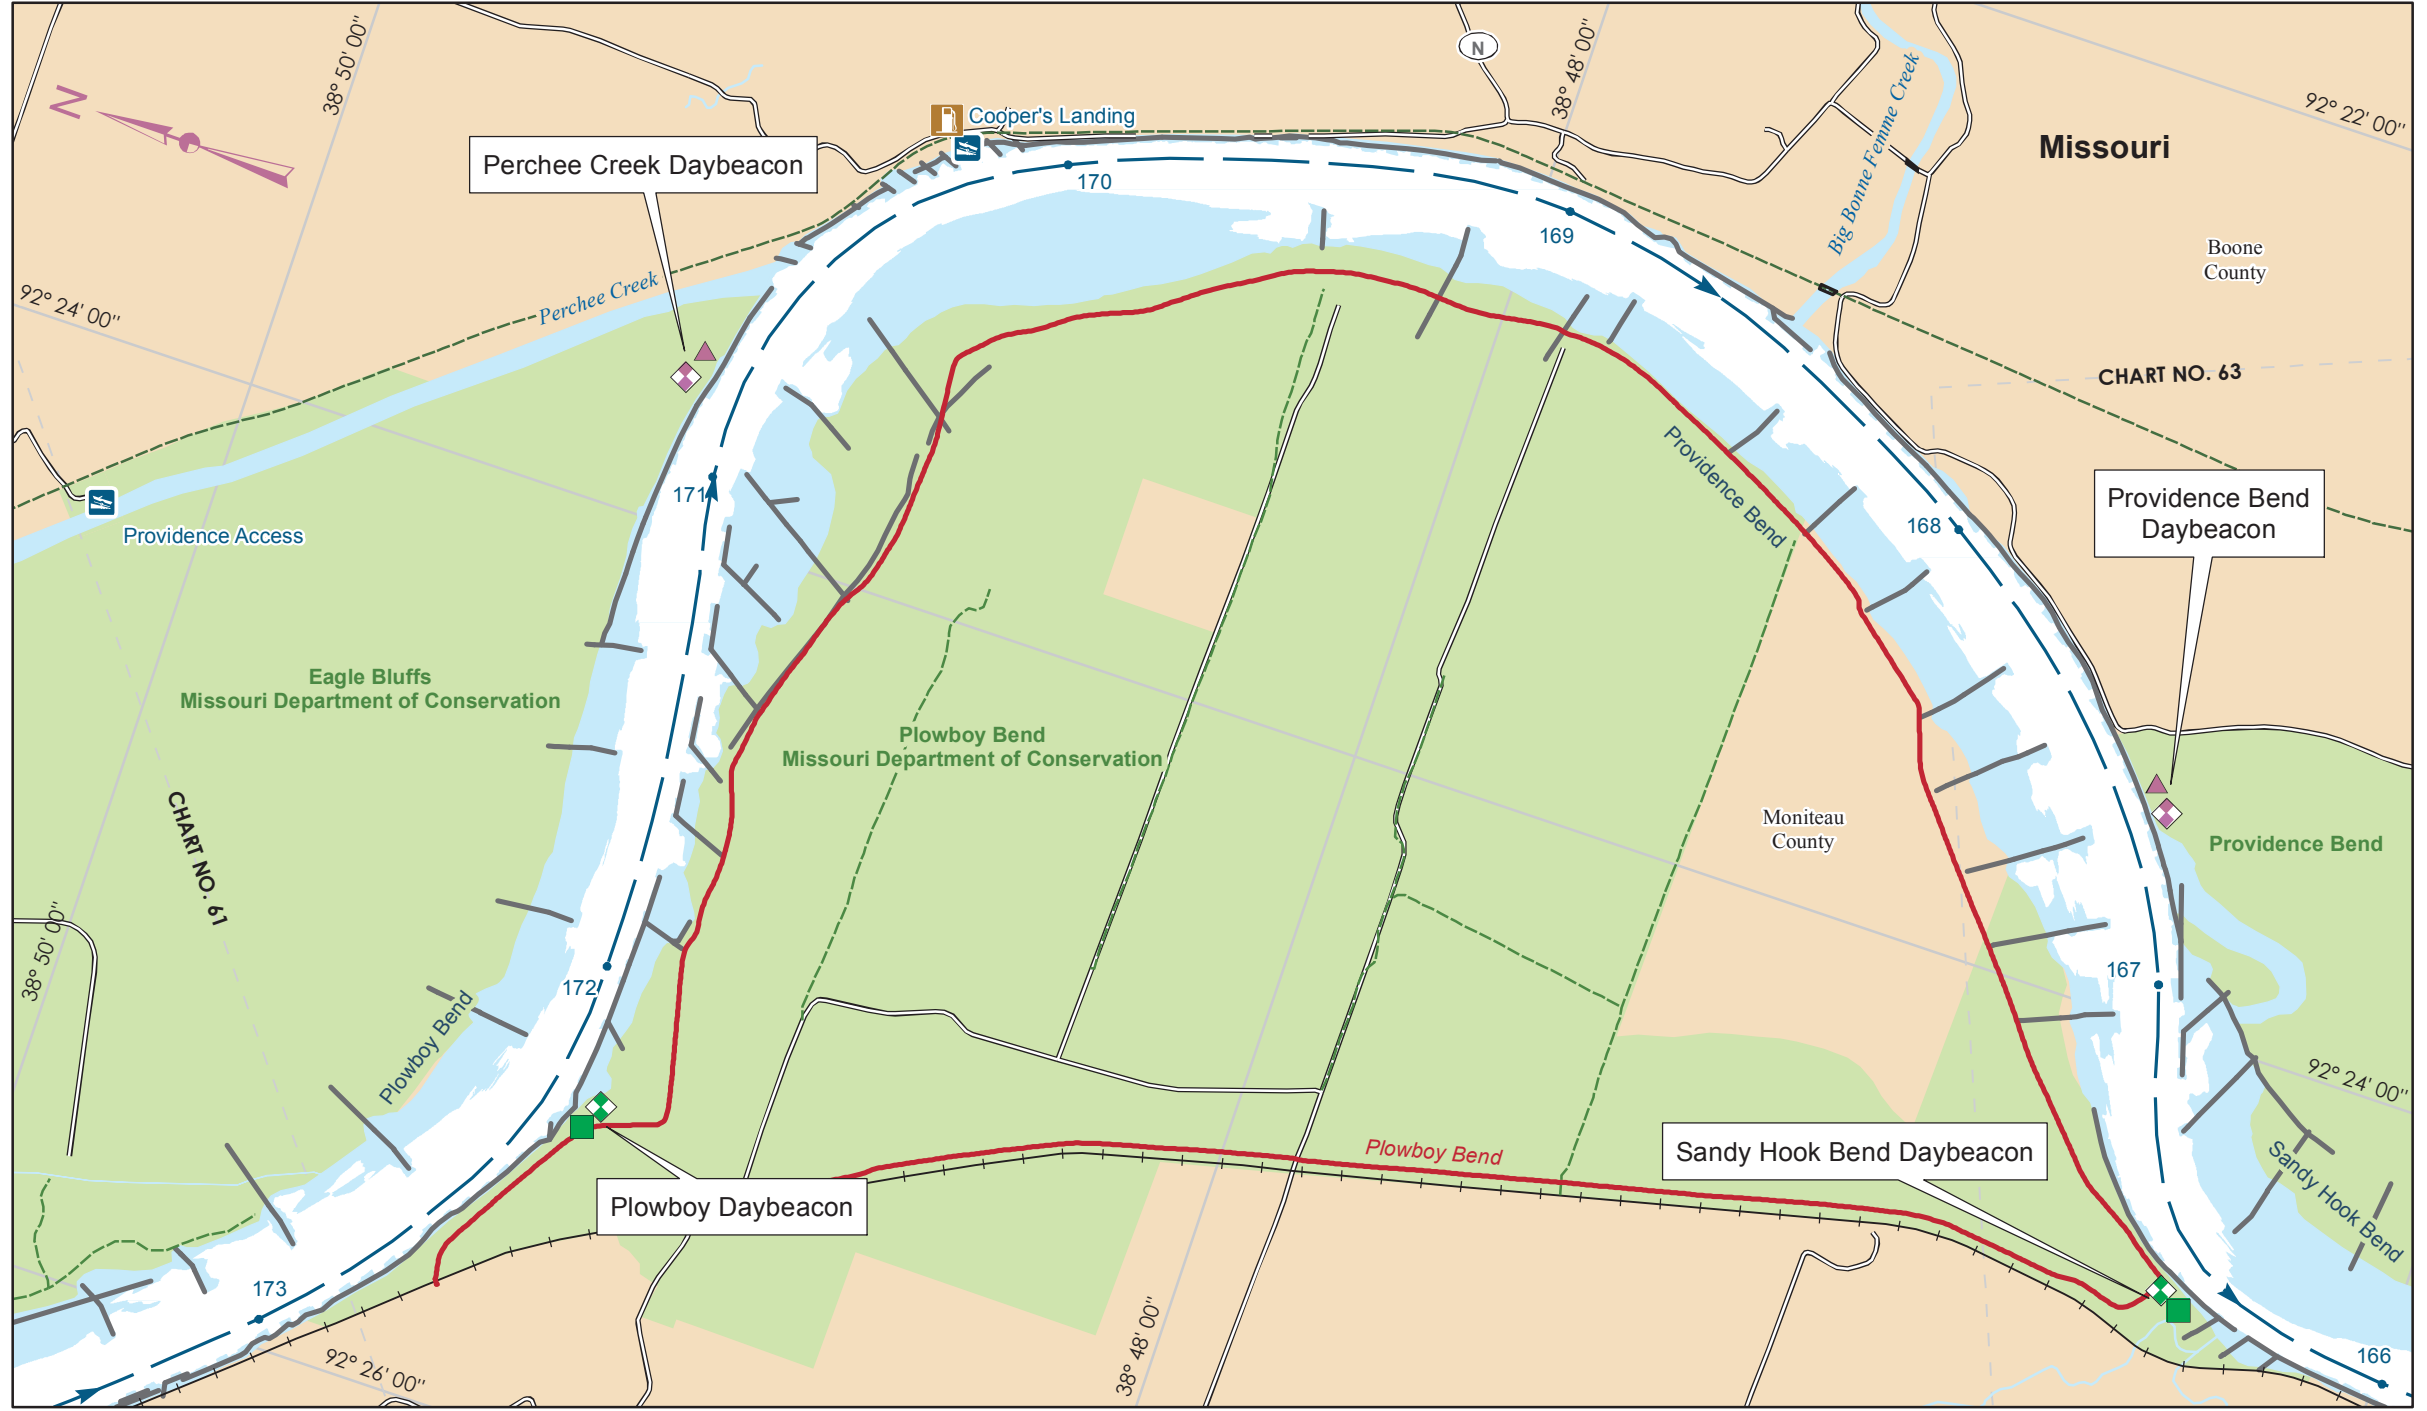 38° 50' 00"
N
38° 48' 00"
92° 22' 00"
N
Cooper's Landing
Missouri
Perchee Creek Daybeacon
170
Big Bonne Femme Creek
169
Boone
County
Perchee Creek
92° 24' 00"
CHART NO. 63
Providence Bend
171
Providence Access
168
Providence Bend
Daybeacon
Eagle Bluffs
Missouri Department of Conservation
Plowboy Bend
Missouri Department of Conservation
CHART NO. 61
Moniteau
County
Providence Bend
38° 50' 00"
172
167
Plowboy Bend
92° 24' 00"
Plowboy Bend
Sandy Hook Bend Daybeacon
Sandy Hook Bend
Plowboy Daybeacon
173
38° 48' 00"
92° 26' 00"
166